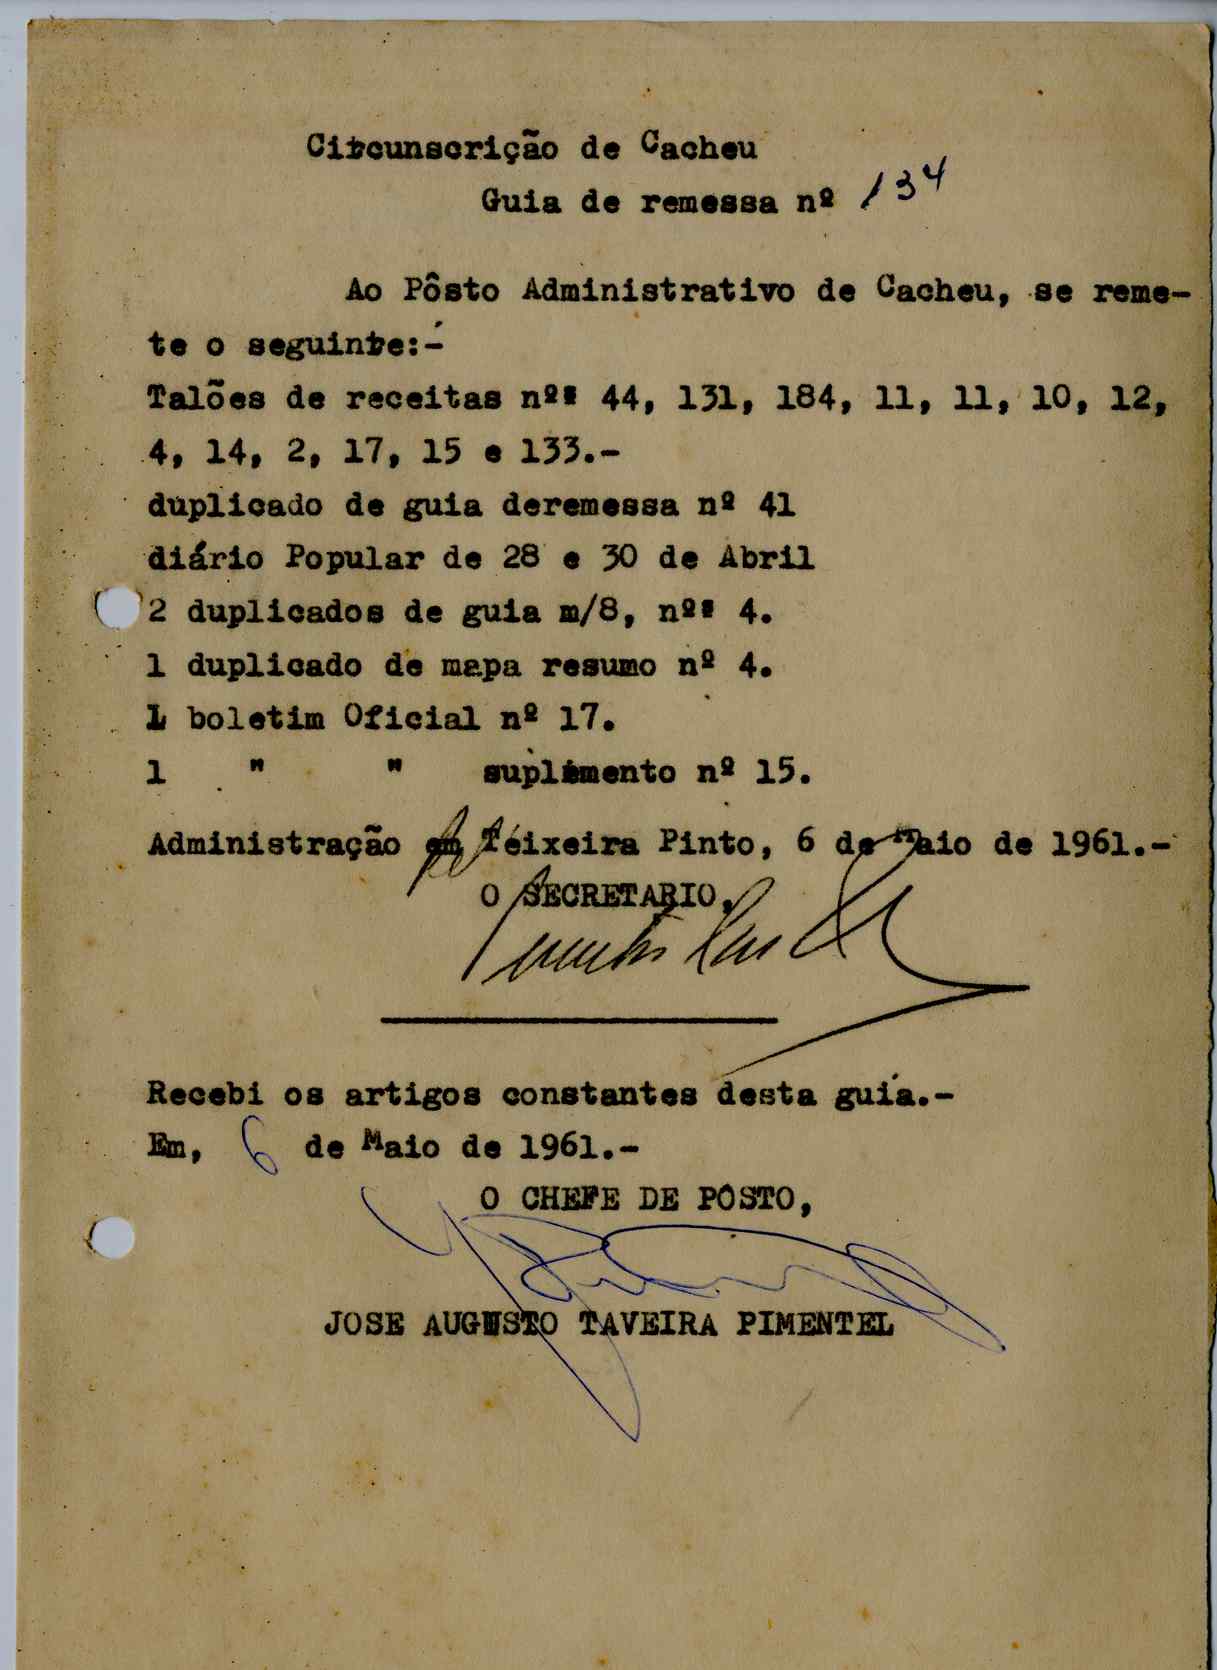 Circunscrição de Cacheu
Guia de remessa nº 134
Ao Pôsto Administrativo de Cacheu, se reme-
te o seguinte:-
Talões de receitas nºs 44, 131, 184, 11, 11, 10, 12,
4, 14, 2, 17, 15 e 133.-
duplicado de guia deremessa nº 41
diário Popular de 28 e 30 de Abril
2 duplicados de guia m/8, nºs 4.
1 duplicado de mapa resumo nº 4.
1 boletim Oficial nº 17.
1 " " suplemento nº 15.
Administração em Teixeira Pinto, 6 de Maio de 1961.-
O SECRETARIO,
Recebi os artigos constantes desta guia.-
Em, 6 de Maio de 1961.-
O CHEFE DE POSTO,
JOSE AUGUSTO TAVEIRA PIMENTEL